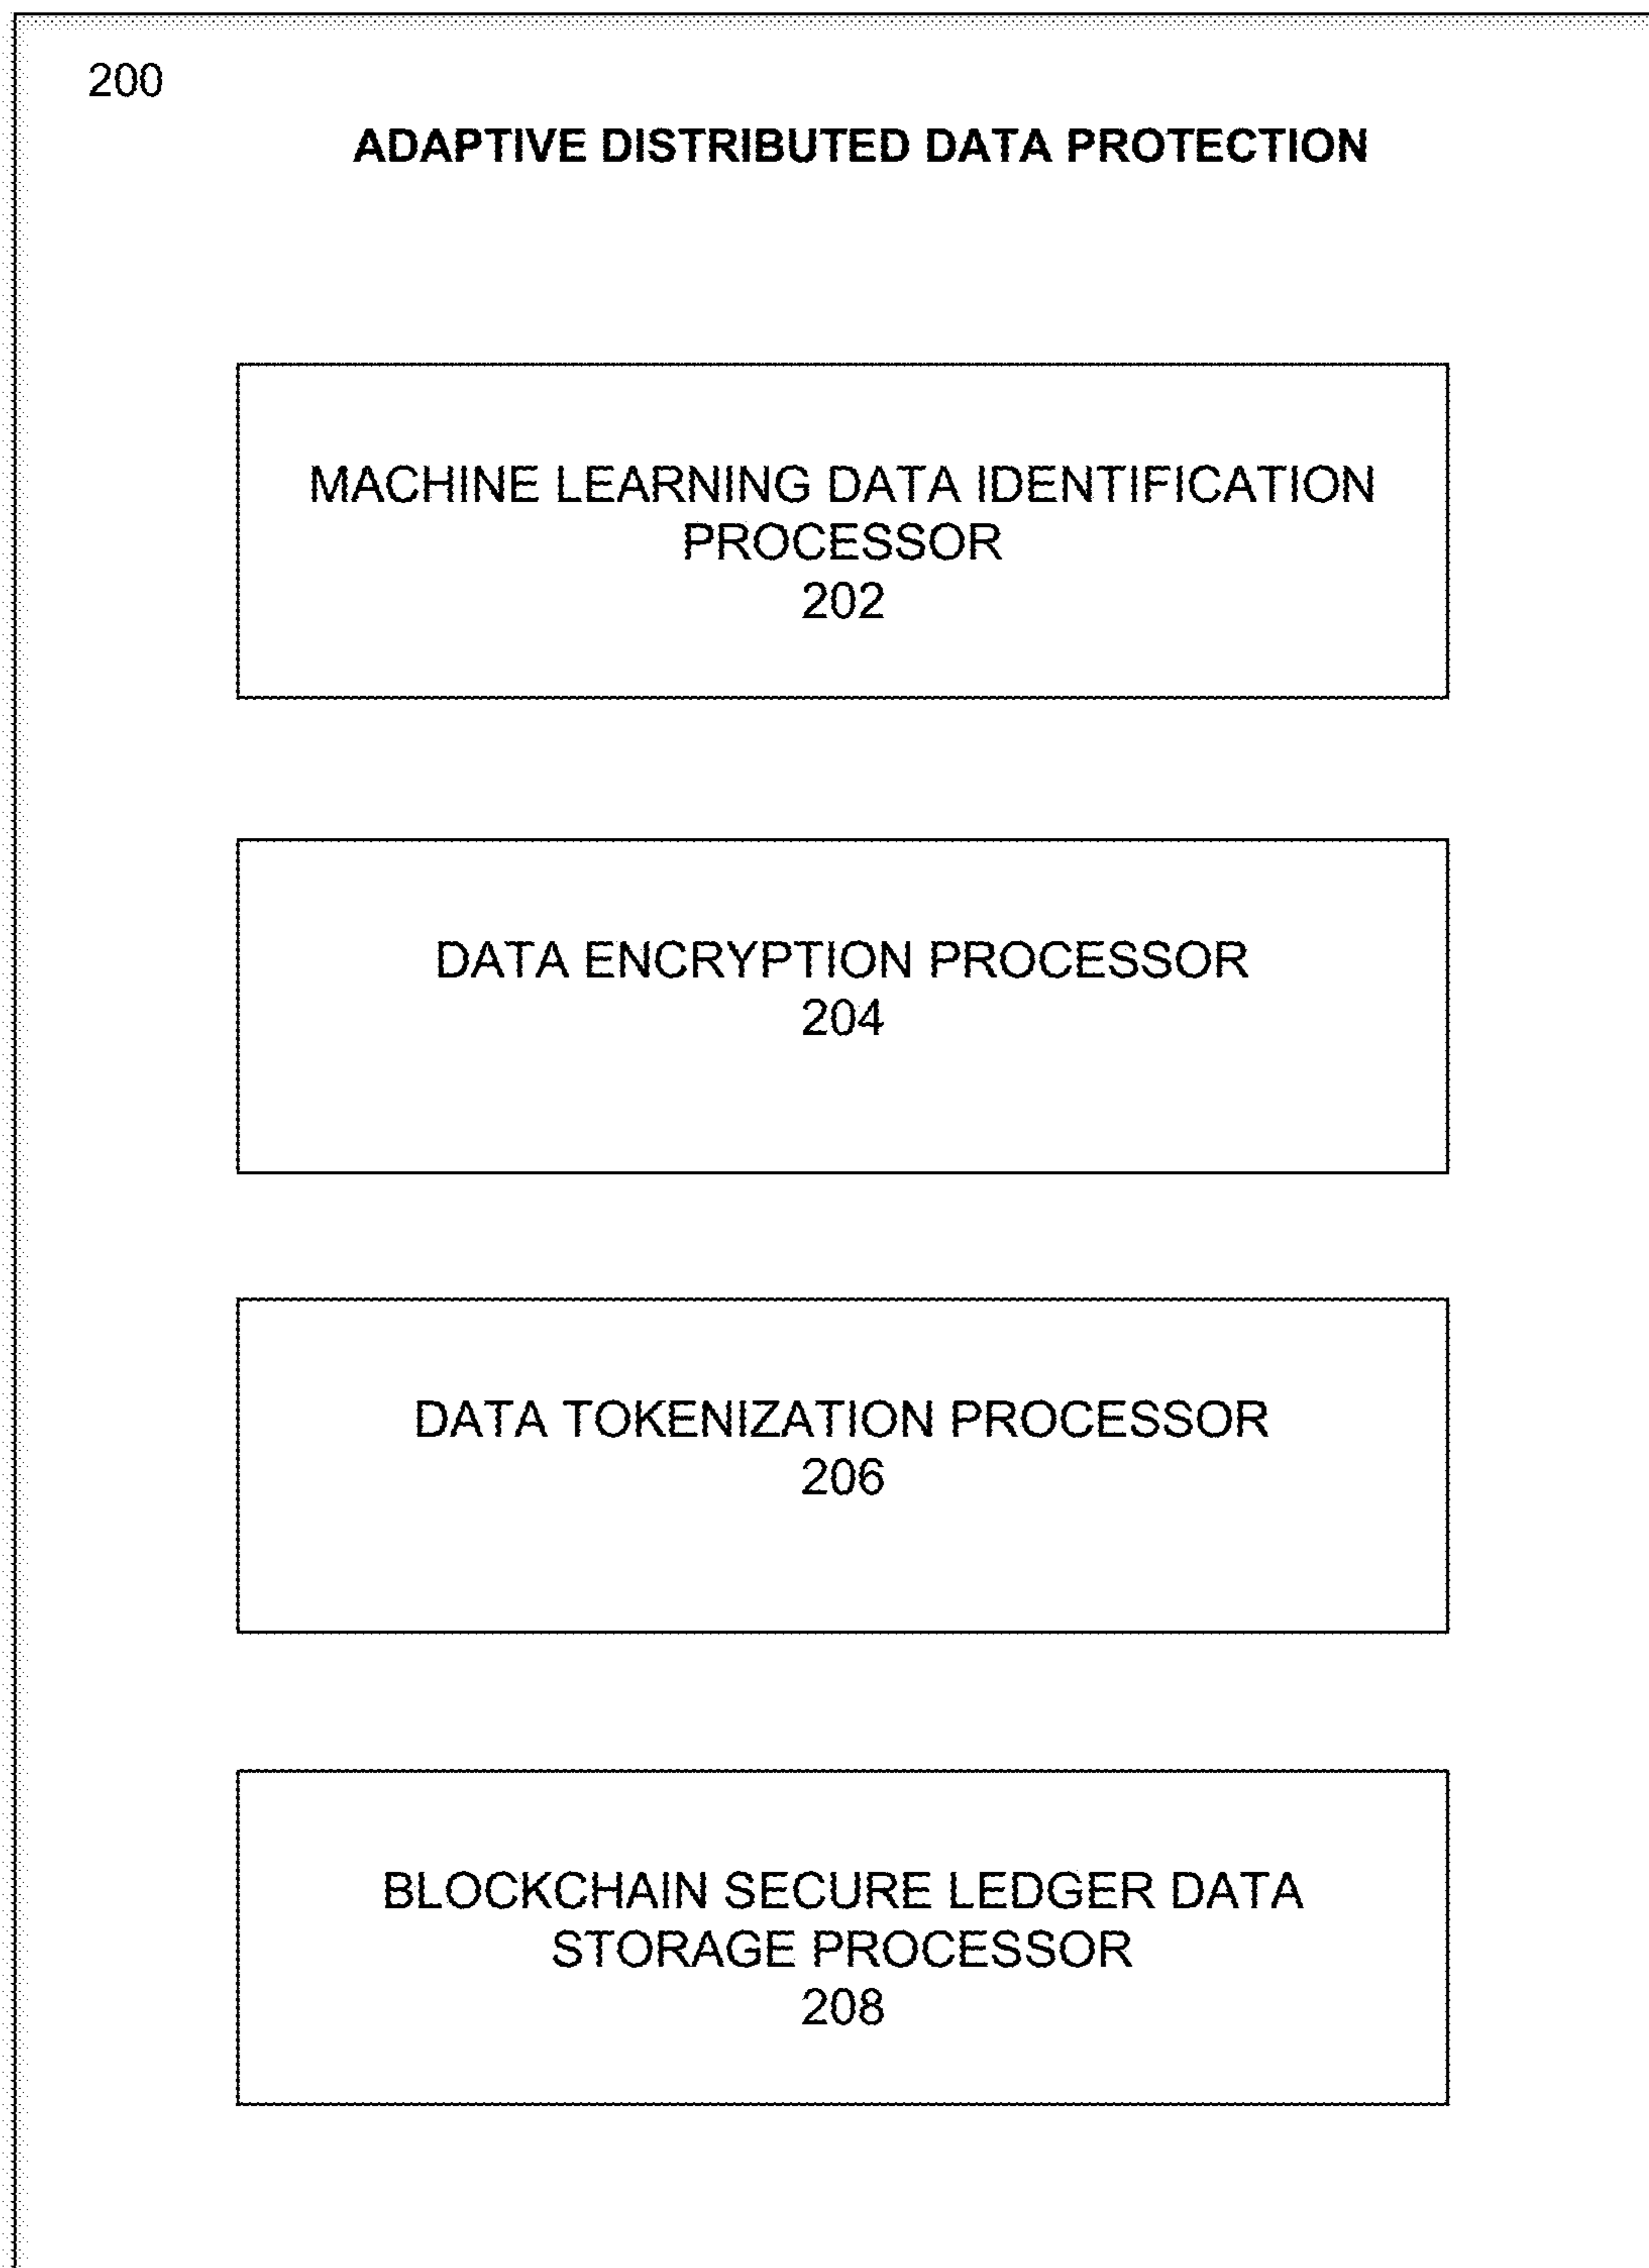 200
ADAPTIVE DISTRIBUTED DATA PROTECTION
MACHINE LEARNING DATA IDENTIFICATION
PROCESSOR
202
DATA ENCRYPTION PROCESSOR
204
DATA TOKENIZATION PROCESSOR
206
BLOCKCHAIN SECURE LEDGER DATA
STORAGE PROCESSOR
208